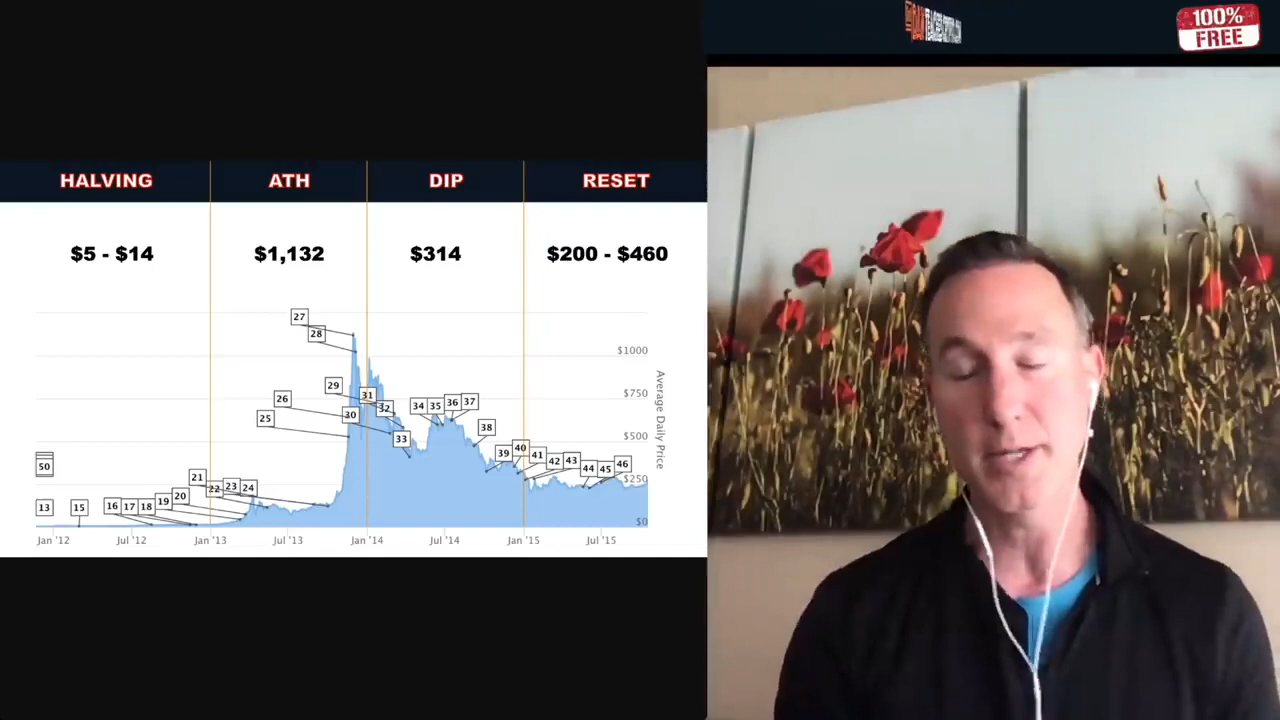 100%
FREE
HALVING ATH DIP RESET
$5 - $14 $1,132 $314 $200 - $460
27
28
$1000
29
26 31 $750
25 30 32 34 35 36 37
33 38
$500
50 39 40 41 42 43 44 45 46
21 22 23 24
$250
13 15 16 17 18 19 20
$0
Average Daily Price
Jan '12 Jul '12 Jan '13 Jul '13 Jan '14 Jul '14 Jan '15 Jul '15